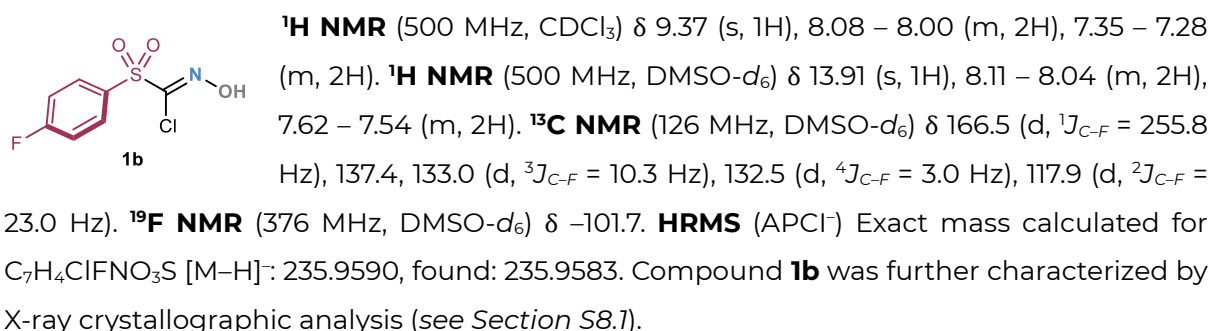 O O
S N OH
Cl
F
1b
¹H NMR (500 MHz, CDCl₃) δ 9.37 (s, 1H), 8.08 – 8.00 (m, 2H), 7.35 – 7.28
(m, 2H). ¹H NMR (500 MHz, DMSO-d₆) δ 13.91 (s, 1H), 8.11 – 8.04 (m, 2H),
7.62 – 7.54 (m, 2H). ¹³C NMR (126 MHz, DMSO-d₆) δ 166.5 (d, ¹J_C–F = 255.8
Hz), 137.4, 133.0 (d, ³J_C–F = 10.3 Hz), 132.5 (d, ⁴J_C–F = 3.0 Hz), 117.9 (d, ²J_C–F =
23.0 Hz). ¹⁹F NMR (376 MHz, DMSO-d₆) δ –101.7. HRMS (APCI⁻) Exact mass calculated for
C₇H₄ClFNO₃S [M–H]⁻: 235.9590, found: 235.9583. Compound 1b was further characterized by
X-ray crystallographic analysis (see Section S8.1).